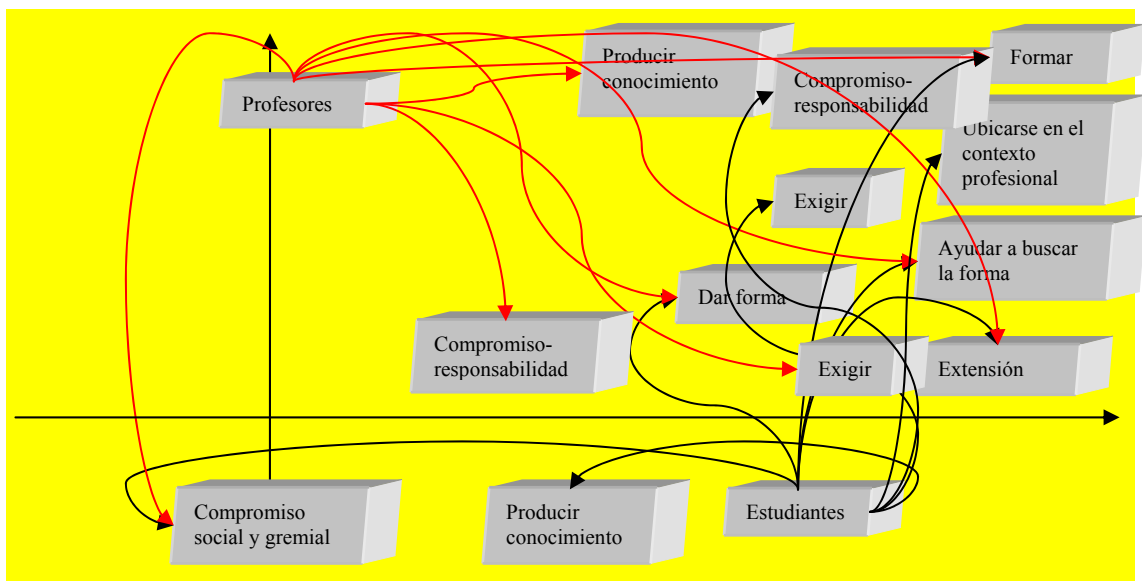 Producir
conocimiento
Formar
Profesores
Compromiso-
responsabilidad
Ubicarse en el
contexto
profesional
Exigir
Ayudar a buscar
la forma
Dar forma
Compromiso-
responsabilidad
Exigir
Extensión
Compromiso
social y gremial
Producir
conocimiento
Estudiantes